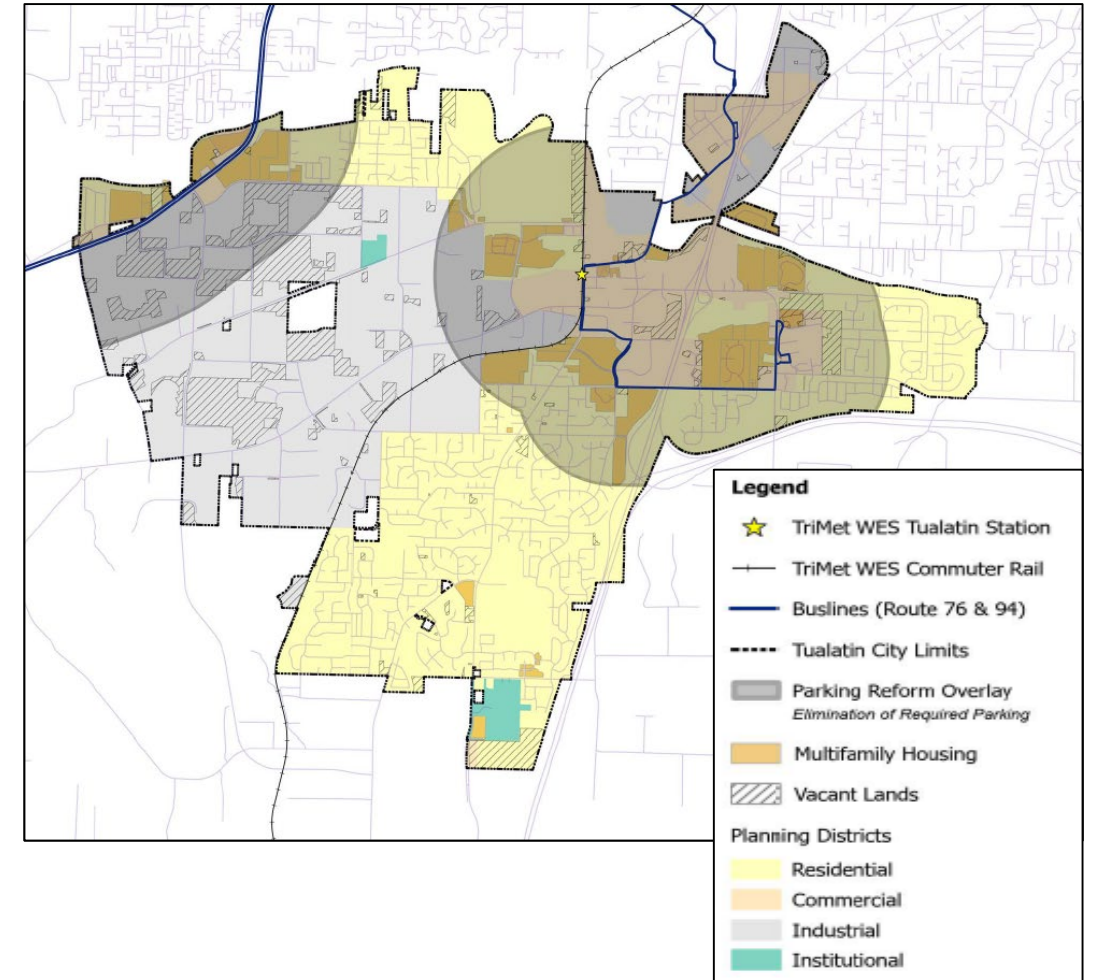 Legend
TriMet WES Tualatin Station
TriMet WES Commuter Rail
Buslines (Route 76 & 94)
Tualatin City Limits
Parking Reform Overlay
Elimination of Required Parking
Multifamily Housing
Vacant Lands
Planning Districts
Residential
Commercial
Industrial
Institutional